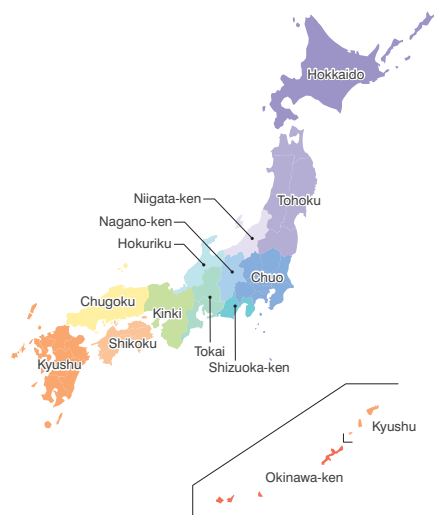 Hokkaido
Tohoku
Niigata-ken
Nagano-ken
Hokuriku
Chuo
Chugoku
Kinki
Shikoku
Tokai
Kyushu
Shizuoka-ken
Kyushu
Okinawa-ken